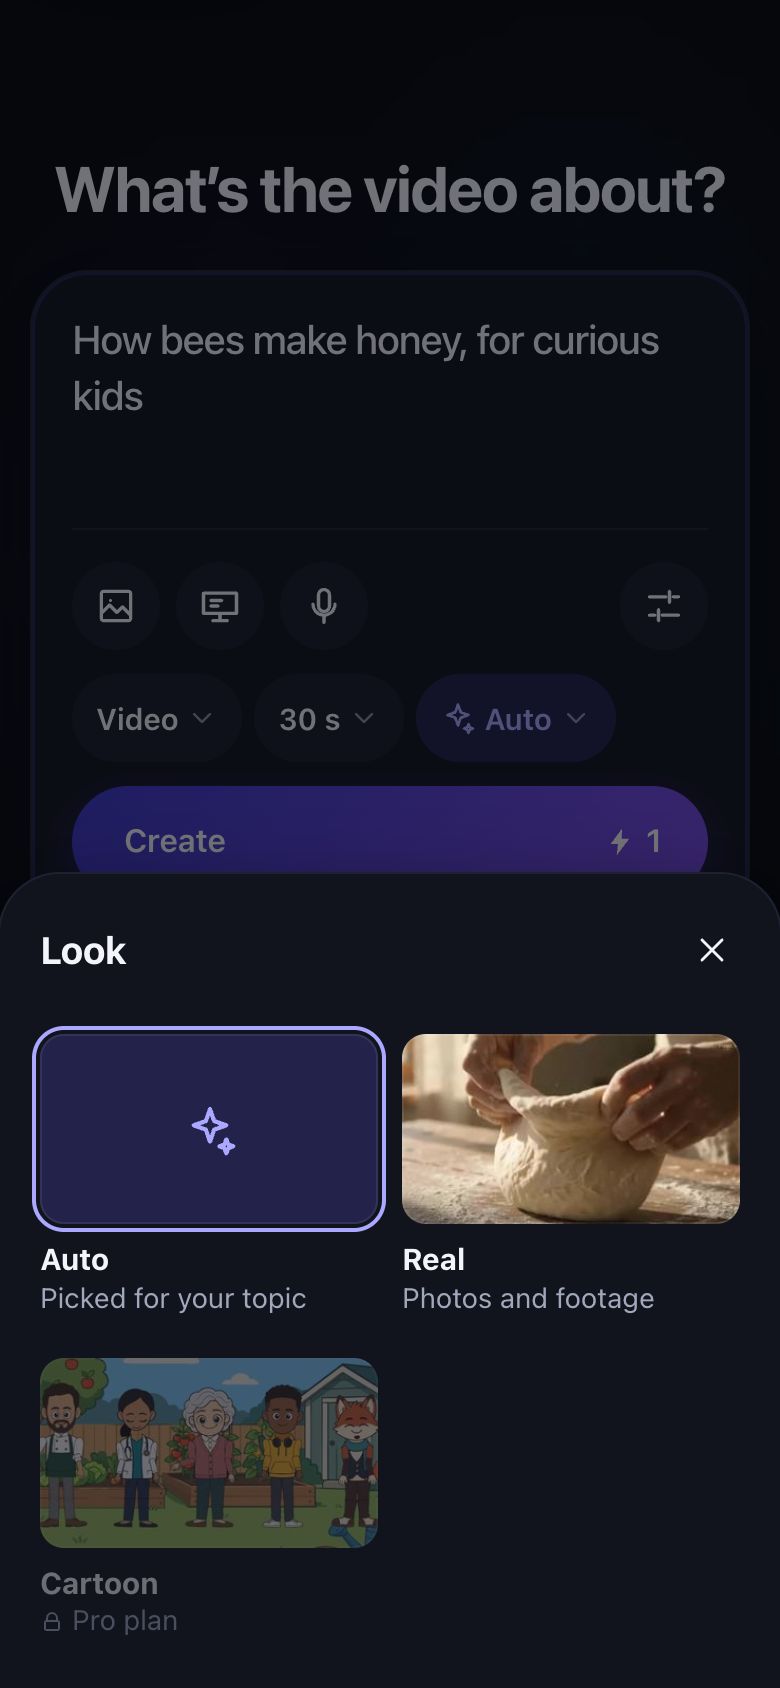 What's the video about?
How bees make honey, for curious
kids
Video
30 s
Auto
Create
1
Look
Auto
Picked for your topic
Real
Photos and footage
Cartoon
Pro plan